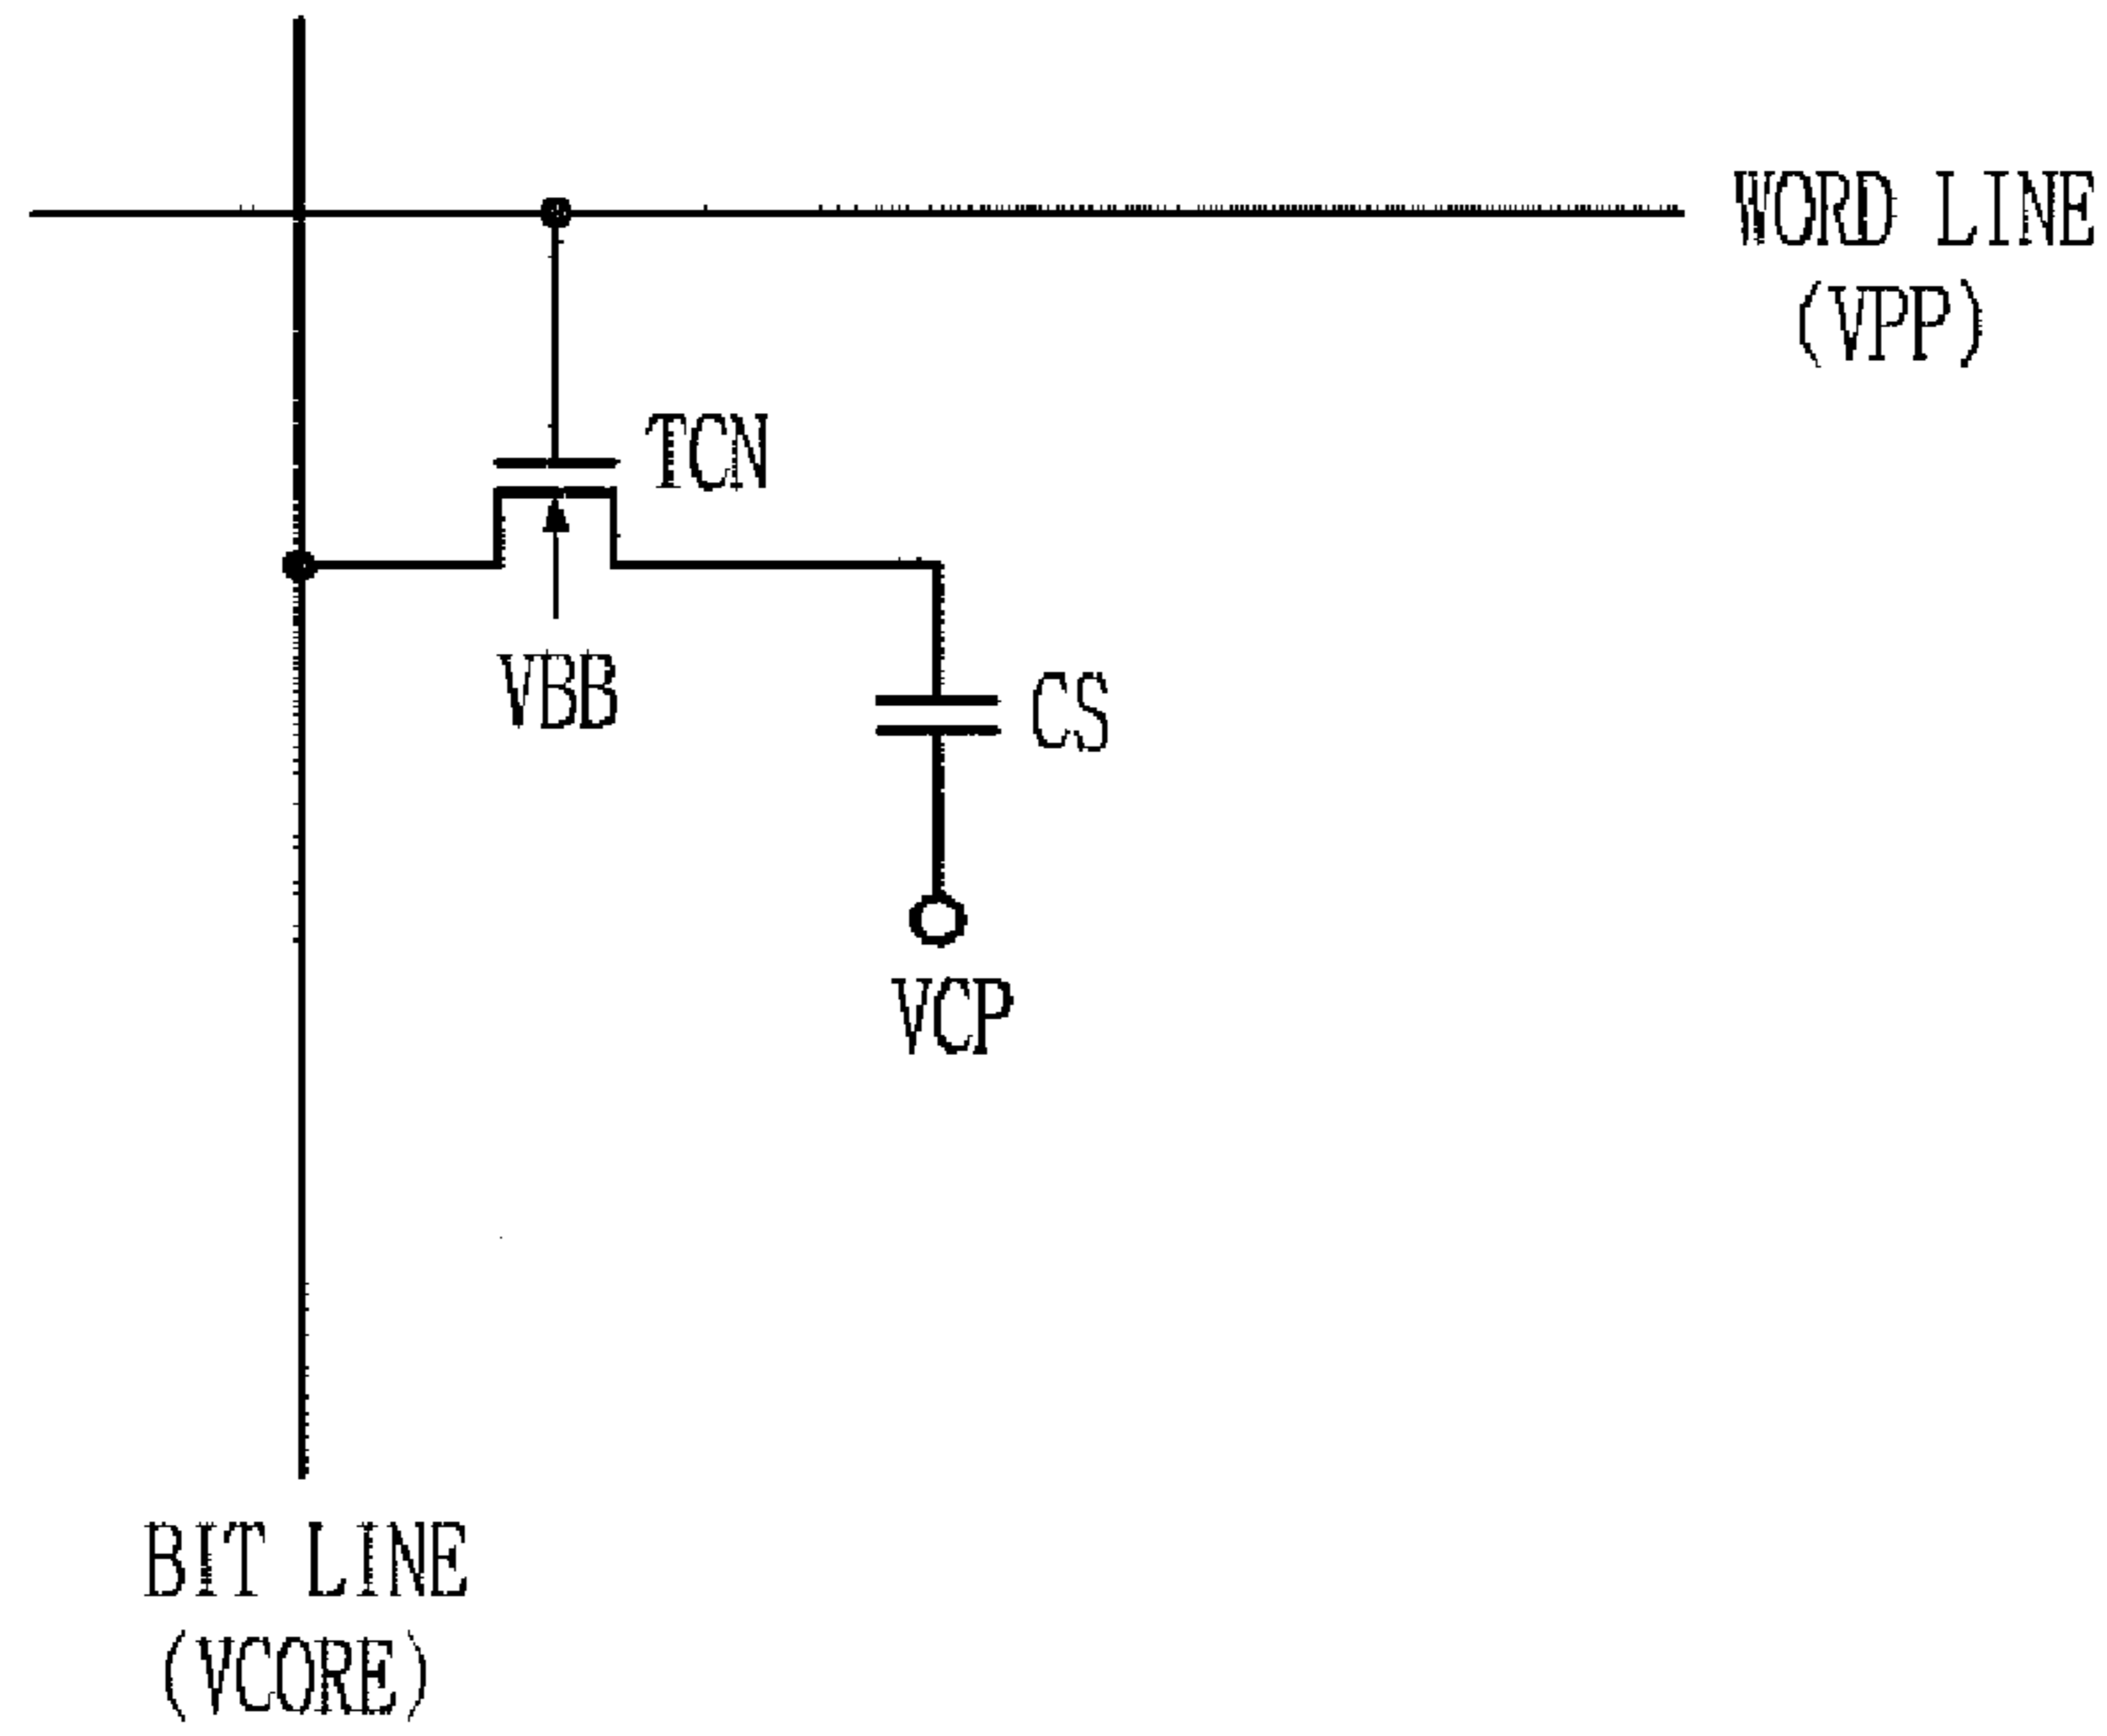 WORD LINE
(VPP)
TCN
VBB
CS
VCP
BIT LINE
(VCORE)